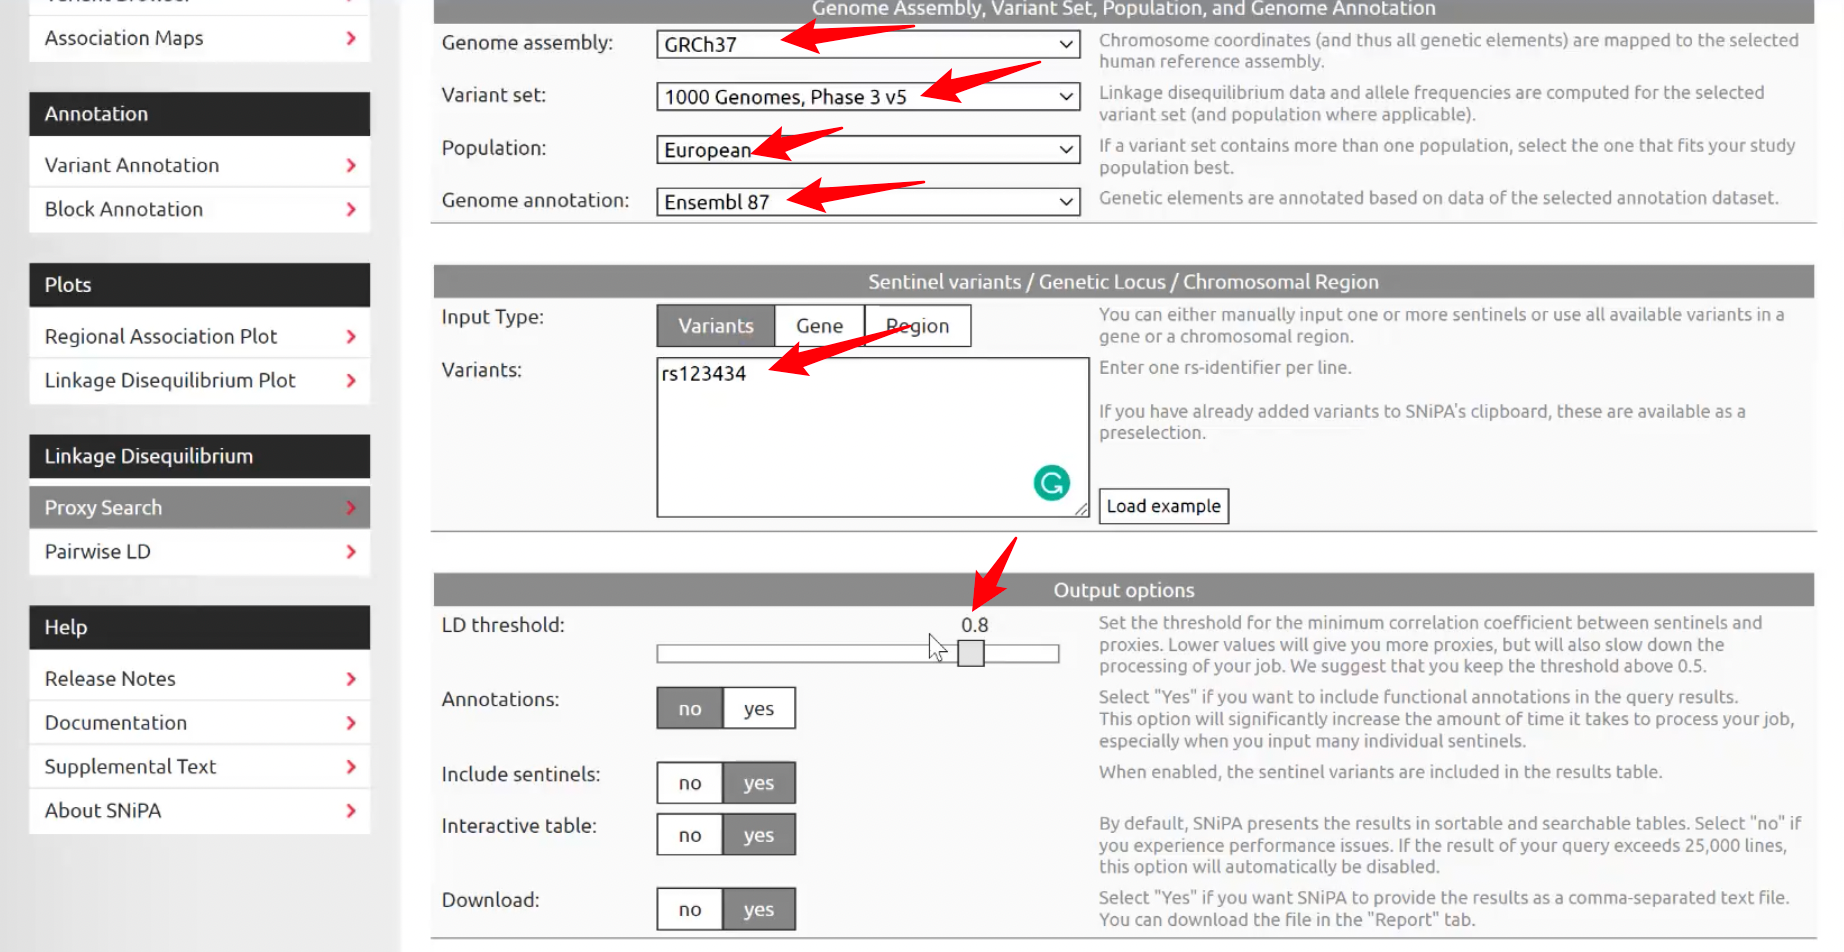 Variant Browser
Association Maps
Annotation
Variant Annotation
Block Annotation
Plots
Regional Association Plot
Linkage Disequilibrium Plot
Linkage Disequilibrium
Proxy Search
Pairwise LD
Help
Release Notes
Documentation
Supplemental Text
About SNiPA
Genome Assembly, Variant Set, Population, and Genome Annotation
Genome assembly:
GRCh37
Chromosome coordinates (and thus all genetic elements) are mapped to the selected
human reference assembly.
Variant set:
1000 Genomes, Phase 3 v5
Linkage disequilibrium data and allele frequencies are computed for the selected
variant set (and population where applicable).
Population:
European
If a variant set contains more than one population, select the one that fits your study
population best.
Genome annotation:
Ensembl 87
Genetic elements are annotated based on data of the selected annotation dataset.
Sentinel variants / Genetic Locus / Chromosomal Region
Input Type:
Variants Gene Region
You can either manually input one or more sentinels or use all available variants in a
gene or a chromosomal region.
Variants:
rs123434
Enter one rs-identifier per line.
If you have already added variants to SNiPA's clipboard, these are available as a
preselection.
Load example
Output options
LD threshold:
0.8
Set the threshold for the minimum correlation coefficient between sentinels and
proxies. Lower values will give you more proxies, but will also slow down the
processing of your job. We suggest that you keep the threshold above 0.5.
Annotations:
no yes
Select "Yes" if you want to include functional annotations in the query results.
This option will significantly increase the amount of time it takes to process your job,
especially when you input many individual sentinels.
Include sentinels:
no yes
When enabled, the sentinel variants are included in the results table.
Interactive table:
no yes
By default, SNiPA presents the results in sortable and searchable tables. Select "no" if
you experience performance issues. If the result of your query exceeds 25,000 lines,
this option will automatically be disabled.
Download:
no yes
Select "Yes" if you want SNiPA to provide the results as a comma-separated text file.
You can download the file in the "Report" tab.